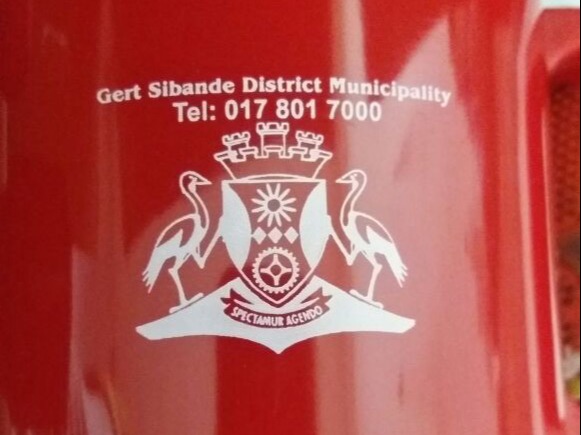 Gert Sibande District Municipality
Tel: 017 801 7000
SPECTAMUR AGENDO